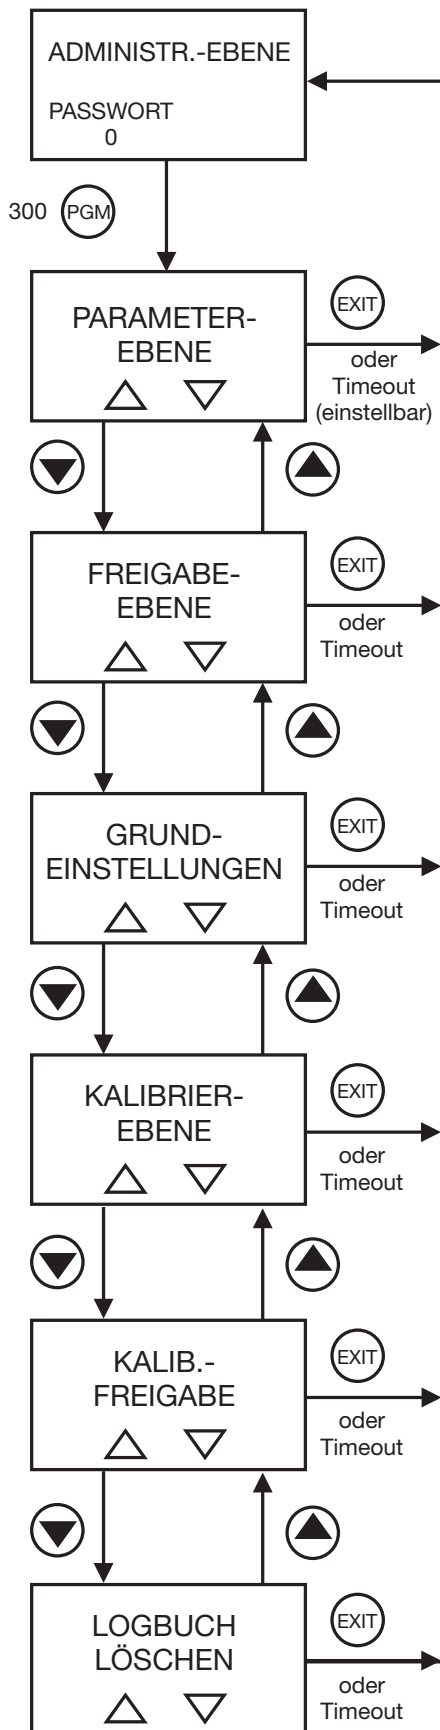 ADMINISTR.-EBENE
PASSWORT
0
300 PGM
PARAMETER-
EBENE
EXIT
oder
Timeout
(einstellbar)
FREIGABE-
EBENE
EXIT
oder
Timeout
GRUND-
EINSTELLUNGEN
EXIT
oder
Timeout
KALIBRIER-
EBENE
EXIT
oder
Timeout
KALIB.-
FREIGABE
EXIT
oder
Timeout
LOGBUCH
LÖSCHEN
EXIT
oder
Timeout